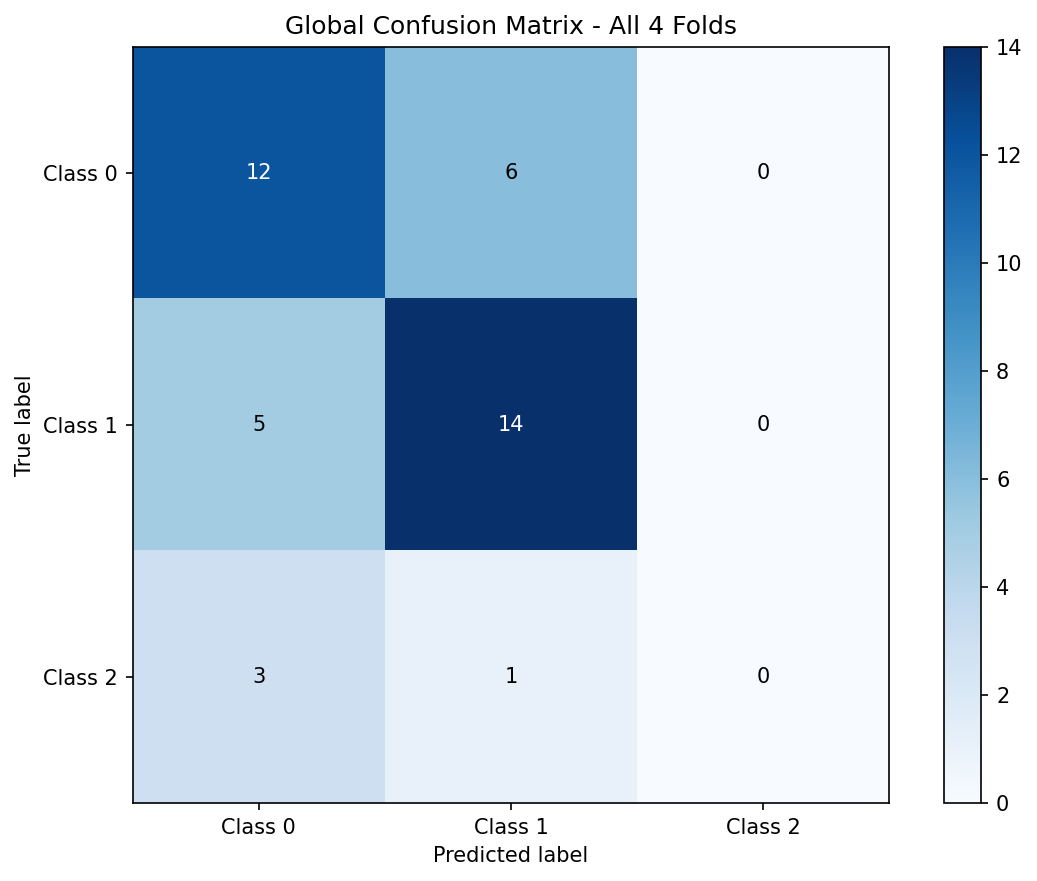 Global Confusion Matrix - All 4 Folds
Class 0
12
6
0
Class 1
5
14
0
Class 2
3
1
0
Class 0
Class 1
Class 2
True label
Predicted label
14
12
10
8
6
4
2
0